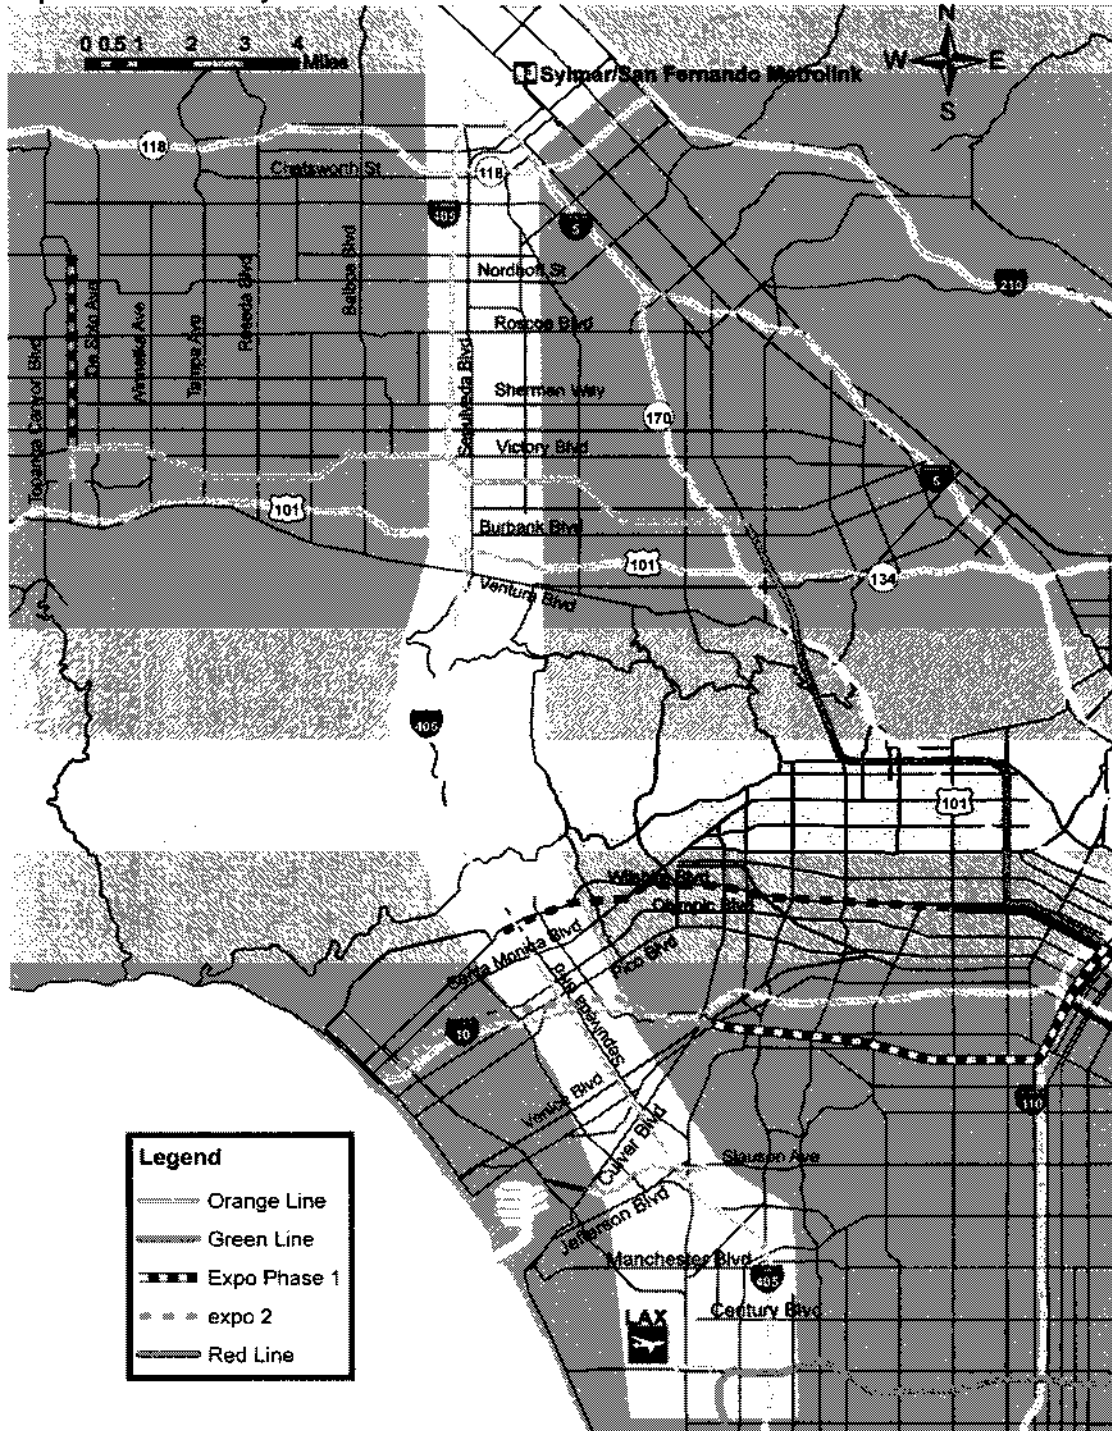 0 0.5 1 2 3 4
Miles
N
W E
S
Sylmar/San Fernando Metrolink
118
118
Chatsworth St
405
5
Nordhoff St
210
Balboa Blvd
Reseda Blvd
De Soto Ave
Winnetka Ave
Tampa Ave
Topanga Canyon Blvd
Roscoe Blvd
Sepulveda Blvd
Sherman Way
170
Victory Blvd
5
101
Burbank Blvd
101
134
Ventura Blvd
405
101
Wilshire Blvd
Olympic Blvd
Santa Monica Blvd
Pico Blvd
Sepulveda Blvd
10
Venice Blvd
110
Culver Blvd
Slauson Ave
Jefferson Blvd
Manchester Blvd
405
Century Blvd
LAX
Legend
Orange Line
Green Line
Expo Phase 1
expo 2
Red Line